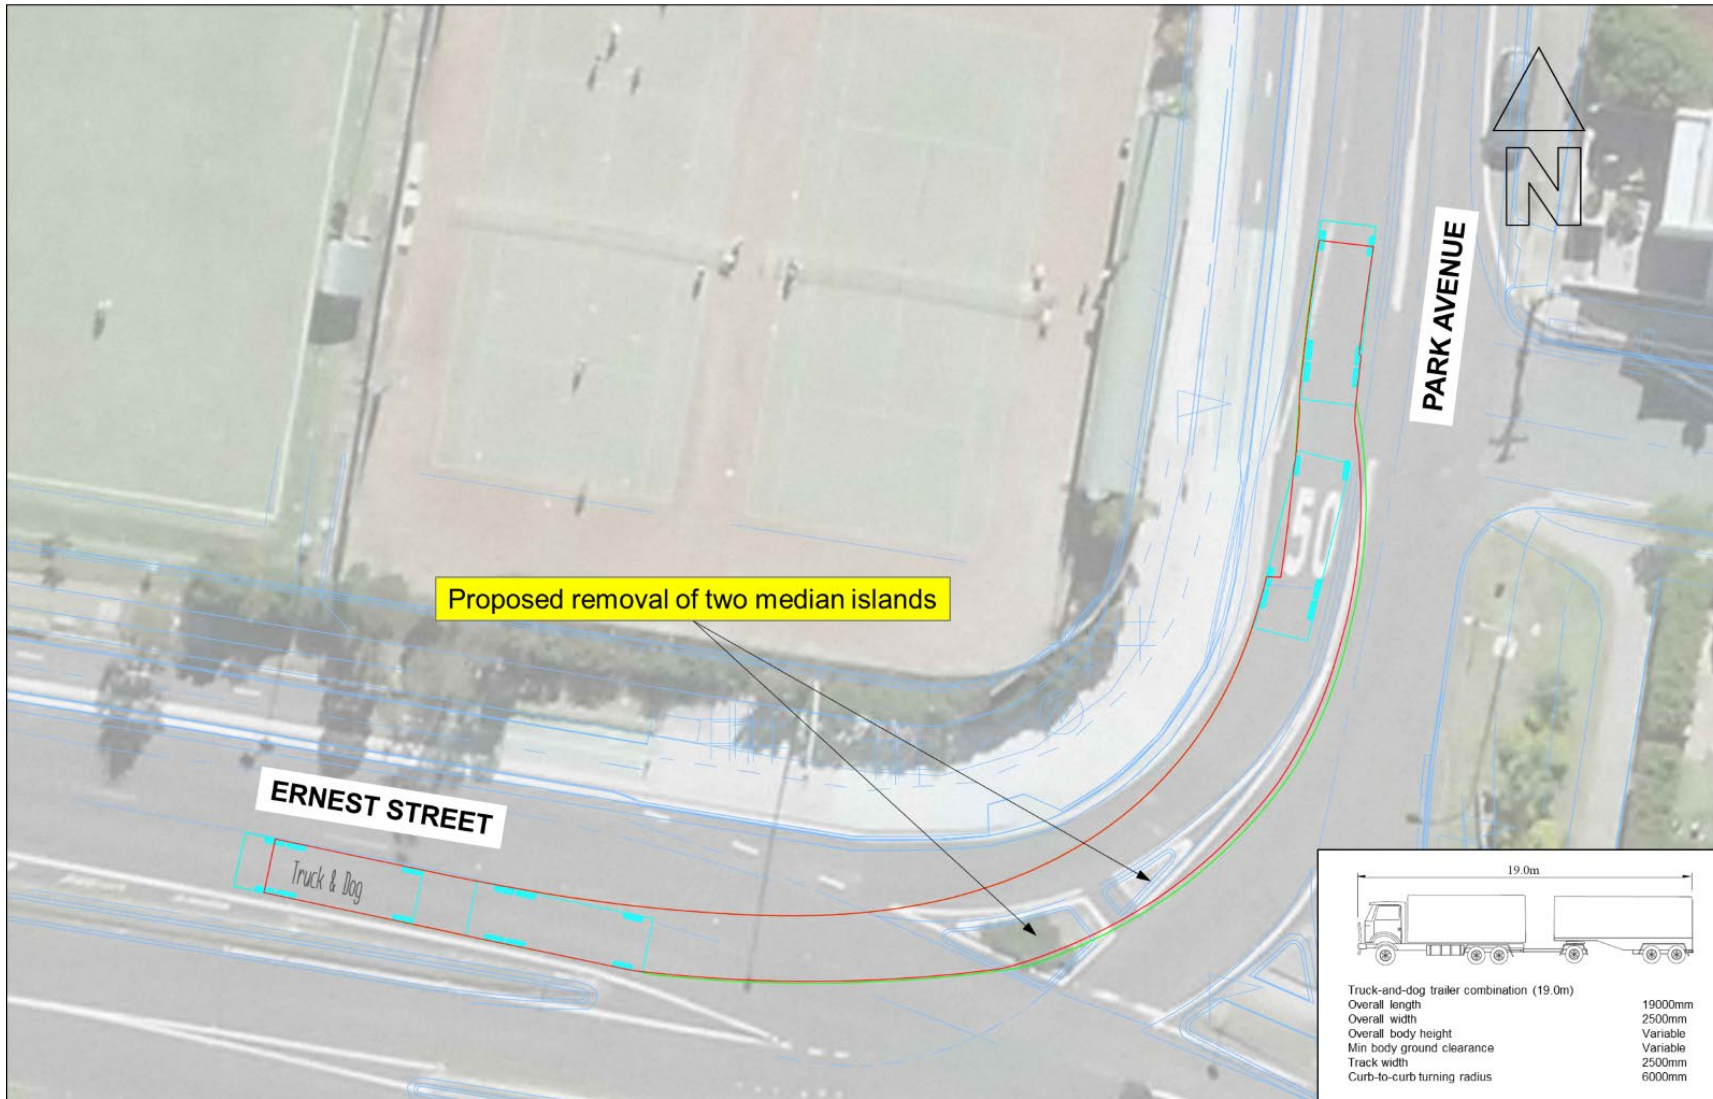 N
PARK AVENUE
50
Proposed removal of two median islands
ERNEST STREET
Truck & Dog
19.0m
Truck-and-dog trailer combination (19.0m)
Overall length 19000mm
Overall width 2500mm
Overall body height Variable
Min body ground clearance Variable
Track width 2500mm
Curb-to-curb turning radius 6000mm